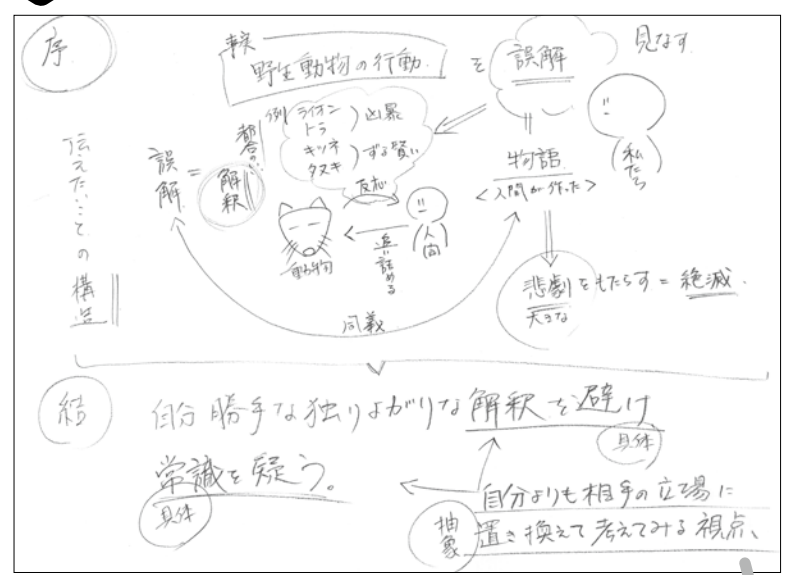 序
伝えたいことの構造
野生動物の行動
を
誤解
見なす
例
ライオン
トラ
凶暴
キツネ
タヌキ
ずる賢い
反応
都合のいい
解釈
=
誤解
動物
追い詰める
人間
同義
物語
<人間が作った>
私たち
悲劇をもたらす=絶滅.
大きな
結
自分勝手な独りよがりな解釈を避け
具体
常識を疑う。
具体
自分よりも相手の立場に
置き換えて考えてみる視点、
抽象